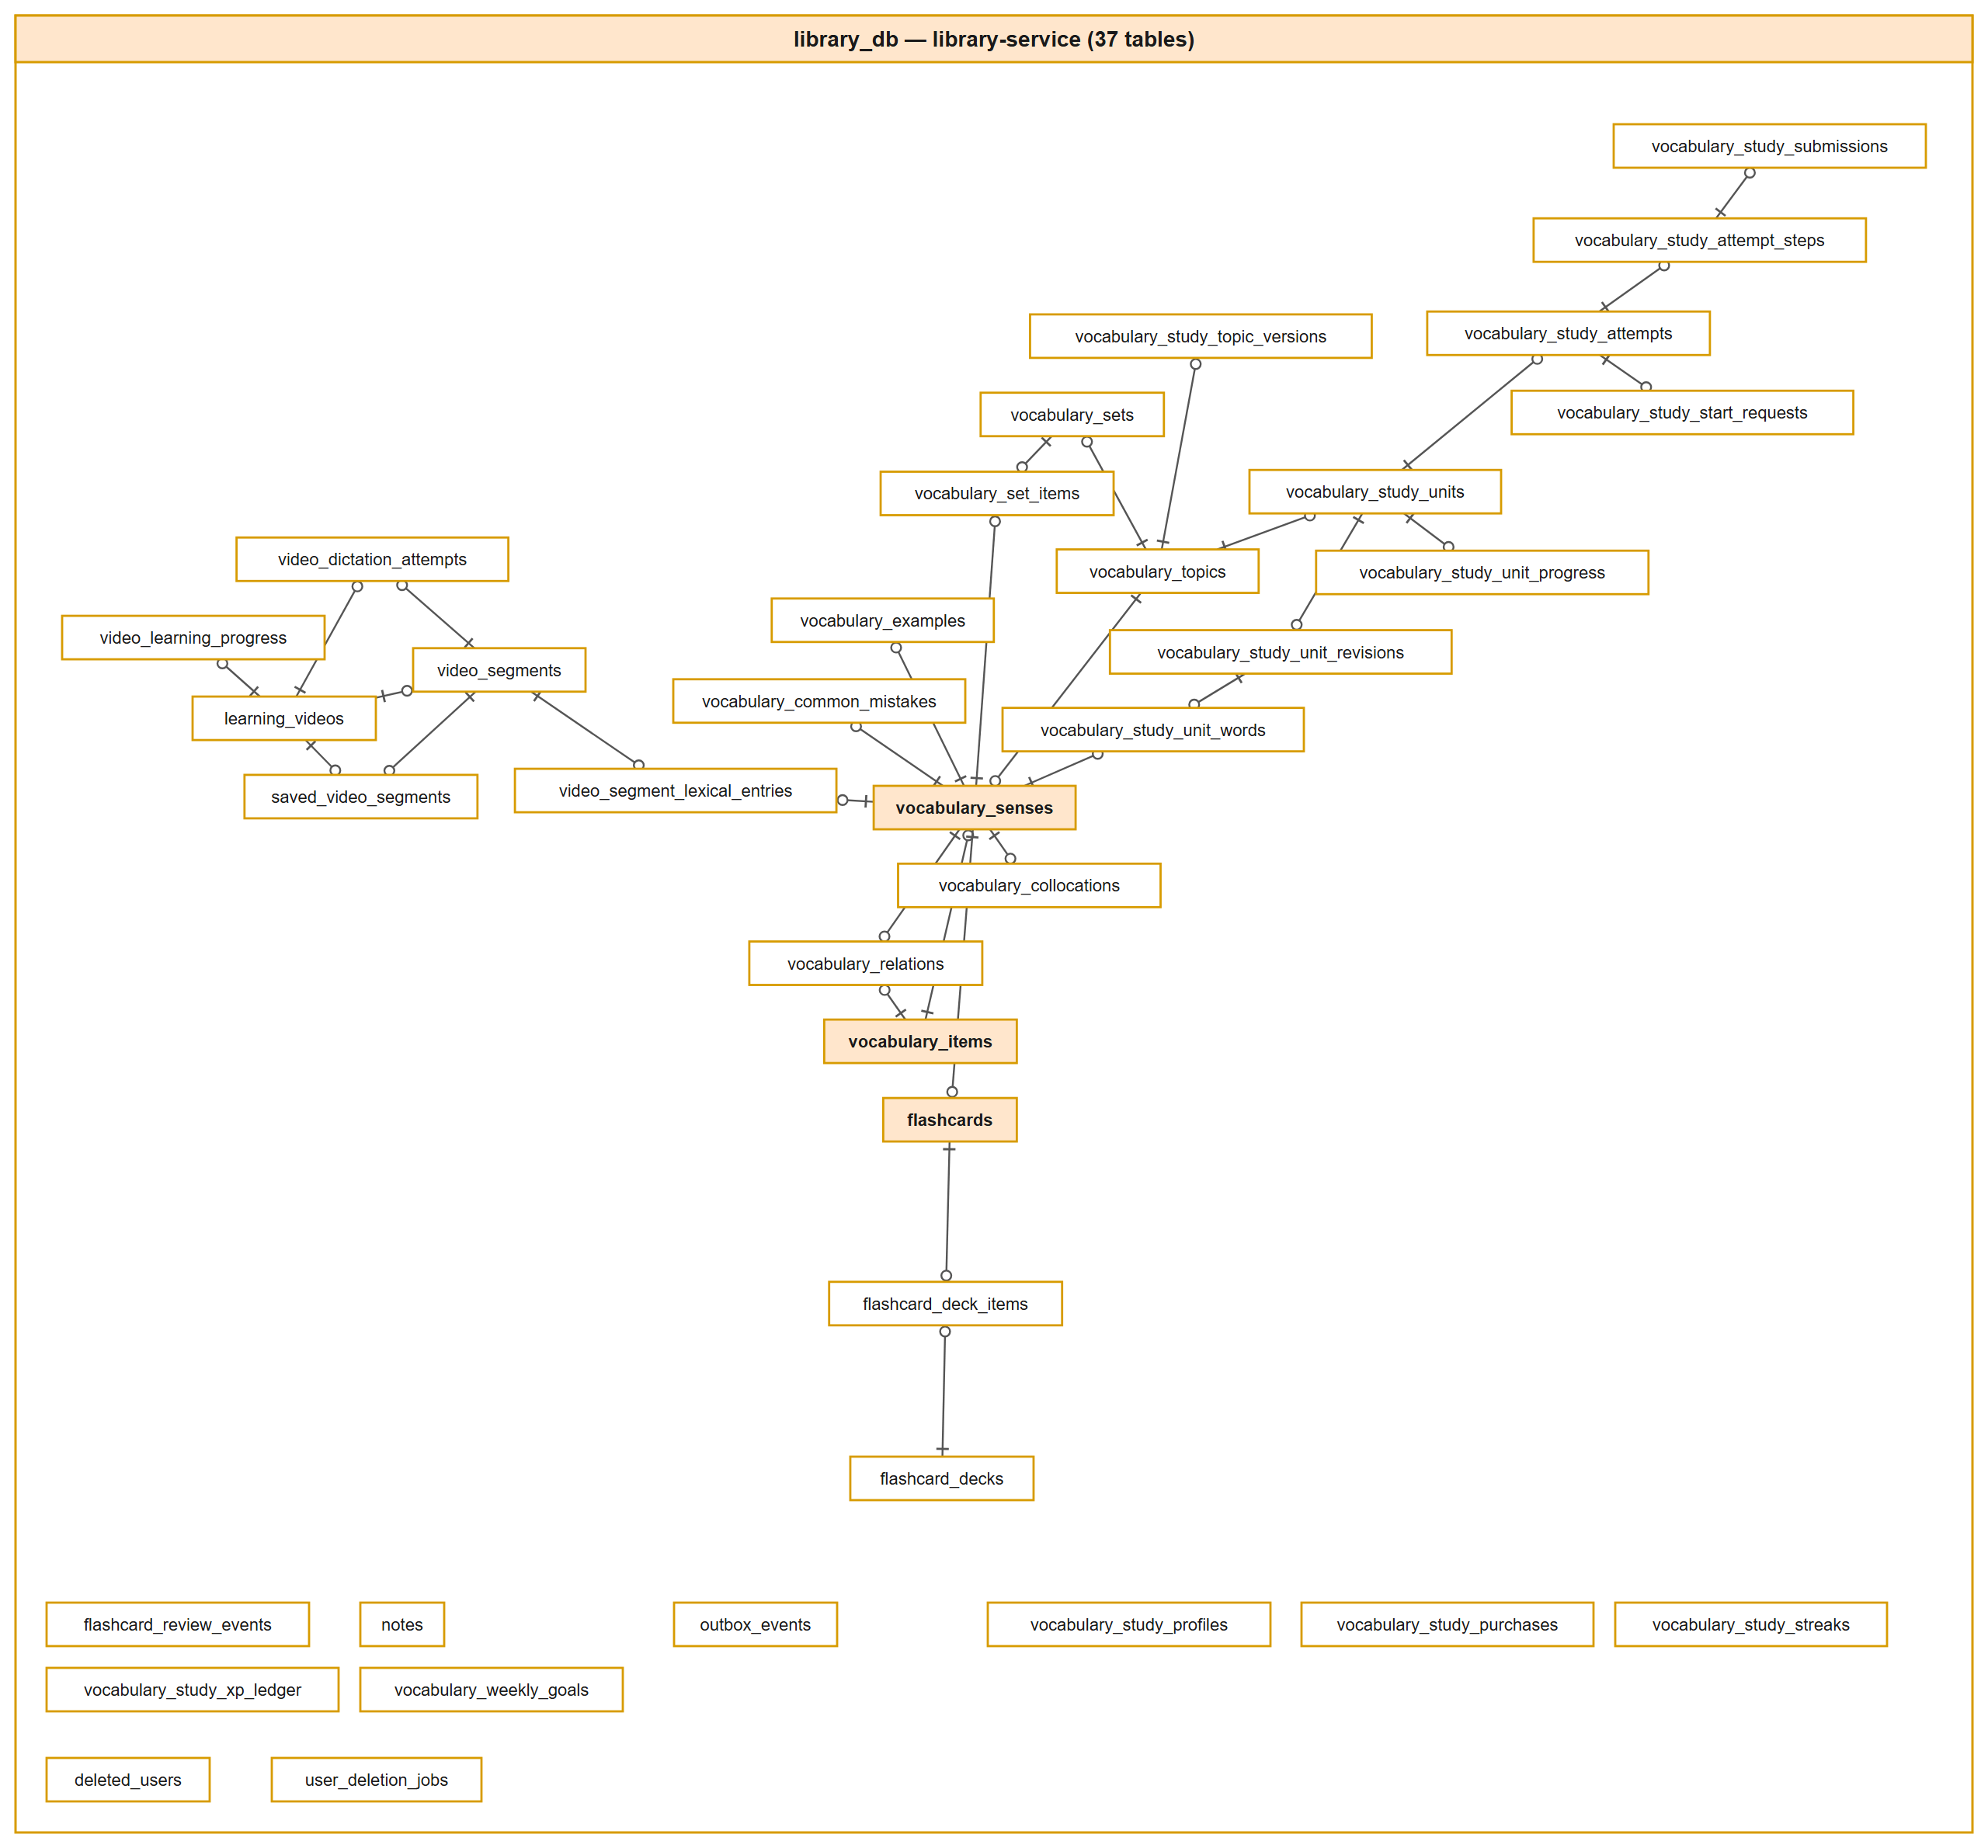 library_db — library-service (37 tables)
vocabulary_study_submissions
vocabulary_study_attempt_steps
vocabulary_study_topic_versions
vocabulary_study_attempts
vocabulary_sets
vocabulary_study_start_requests
vocabulary_set_items
vocabulary_study_units
video_dictation_attempts
vocabulary_topics
vocabulary_study_unit_progress
video_learning_progress
vocabulary_examples
vocabulary_study_unit_revisions
video_segments
vocabulary_common_mistakes
learning_videos
vocabulary_study_unit_words
saved_video_segments
video_segment_lexical_entries
vocabulary_senses
vocabulary_collocations
vocabulary_relations
vocabulary_items
flashcards
flashcard_deck_items
flashcard_decks
flashcard_review_events
notes
outbox_events
vocabulary_study_profiles
vocabulary_study_purchases
vocabulary_study_streaks
vocabulary_study_xp_ledger
vocabulary_weekly_goals
deleted_users
user_deletion_jobs